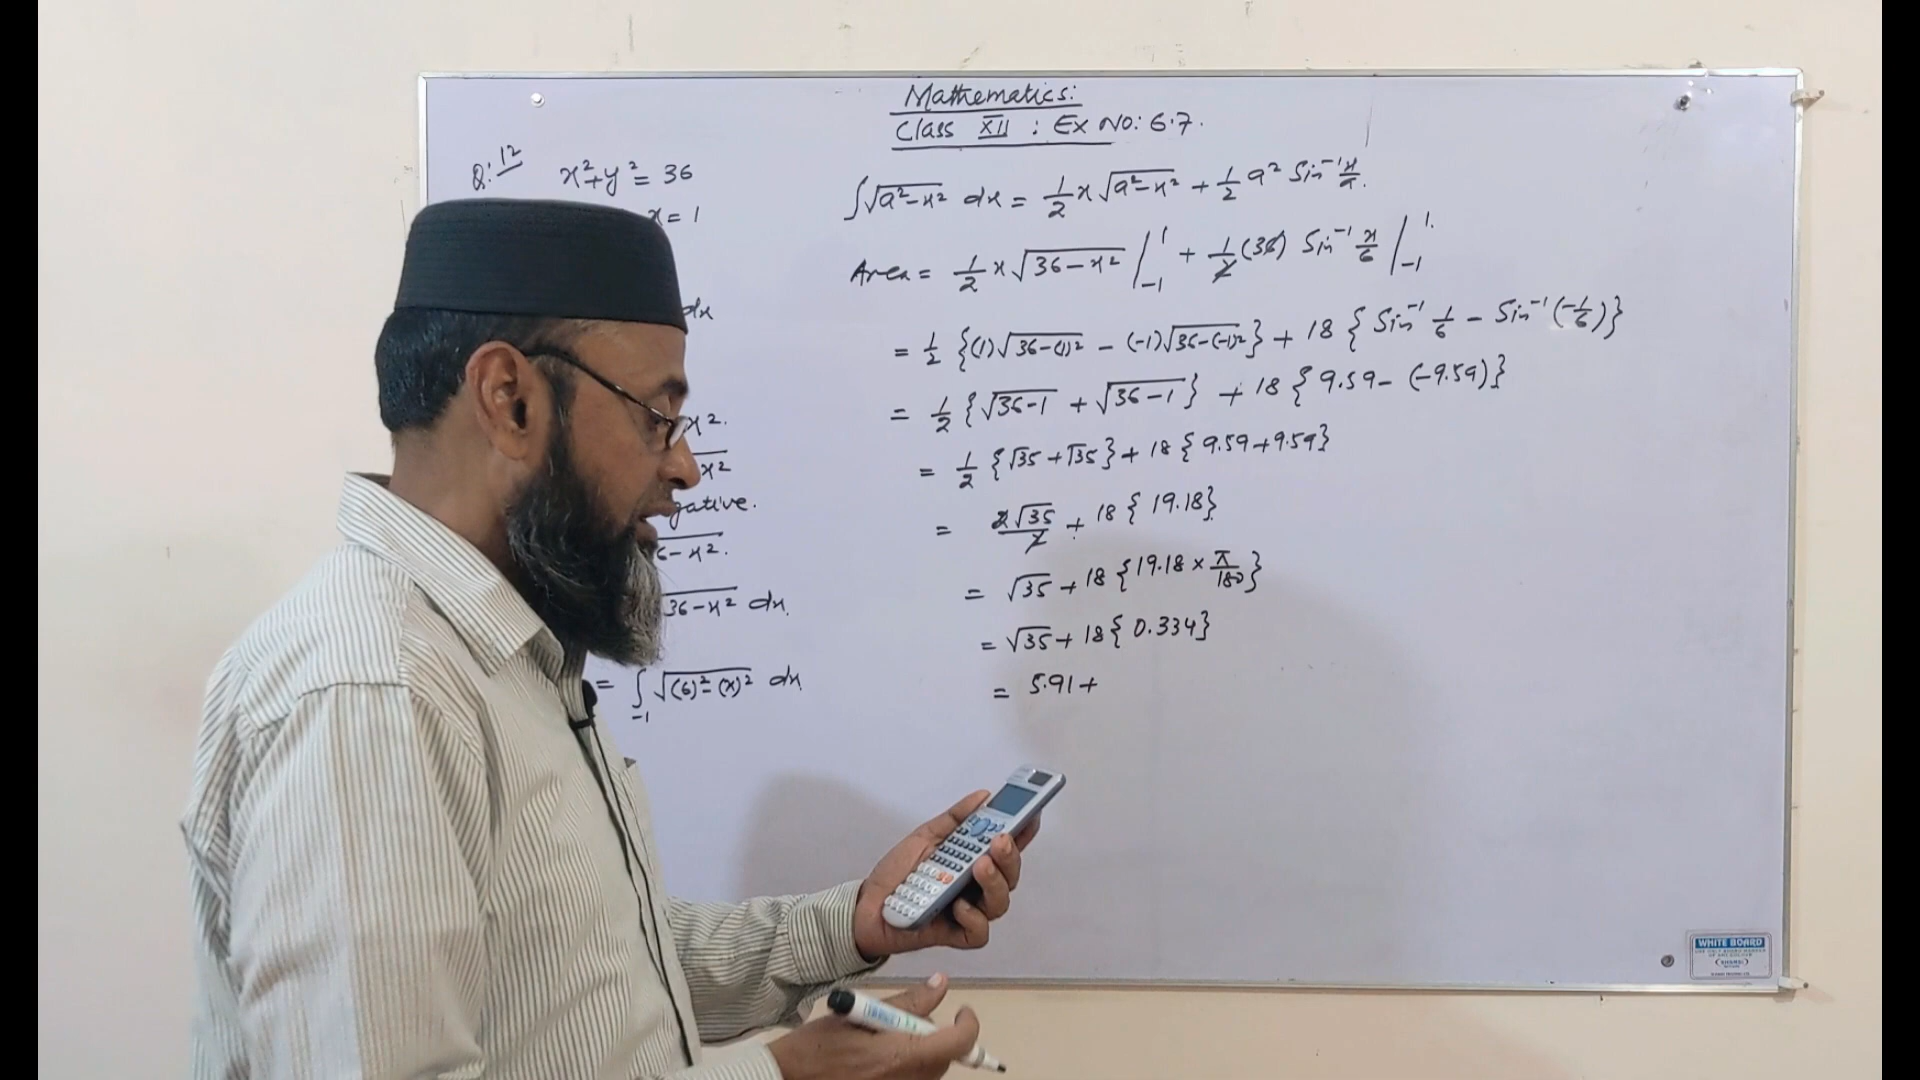 Mathematics:
Class XII : Ex No: 6.7.
Q: 12 x²+y² = 36
x = 1
dx
x².
x²
gative.
6-x².
36-x² dx.
= ∫₋₁ √(6)²-(x)² dx.
∫√a²-x² dx = 1/2 x √a²-x² + 1/2 a² Sin⁻¹ x/a.
Area = 1/2 x √36-x² |₋₁¹ + 1/2 (36) Sin⁻¹ x/6 |₋₁¹.
= 1/2 {(1)√36-(1)² - (-1)√36-(-1)²} + 18 { Sin⁻¹ 1/6 - Sin⁻¹ (-1/6)}
= 1/2 {√36-1 + √36-1} + 18 { 9.59- (-9.59)}
= 1/2 {√35 +√35}+ 18 { 9.59+9.59}
= 2√35/2 + 18 { 19.18}
= √35 + 18 {19.18 × π/180}
= √35 + 18 { 0.334}
= 5.91+
WHITE BOARD